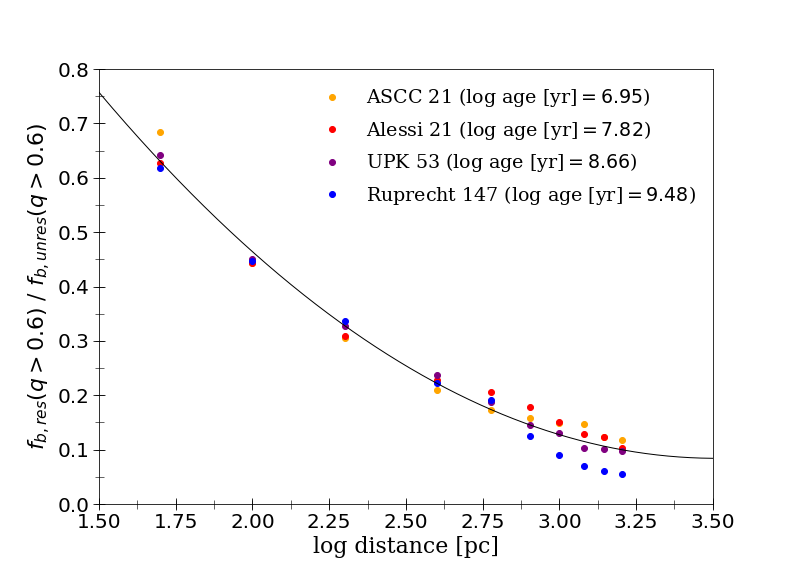 0.8
0.7
0.6
0.5
0.4
0.3
0.2
0.1
0.0
f_{b,res}(q > 0.6) / f_{b,unres}(q > 0.6)
ASCC 21 (log age [yr] = 6.95)
Alessi 21 (log age [yr] = 7.82)
UPK 53 (log age [yr] = 8.66)
Ruprecht 147 (log age [yr] = 9.48)
1.50 1.75 2.00 2.25 2.50 2.75 3.00 3.25 3.50
log distance [pc]